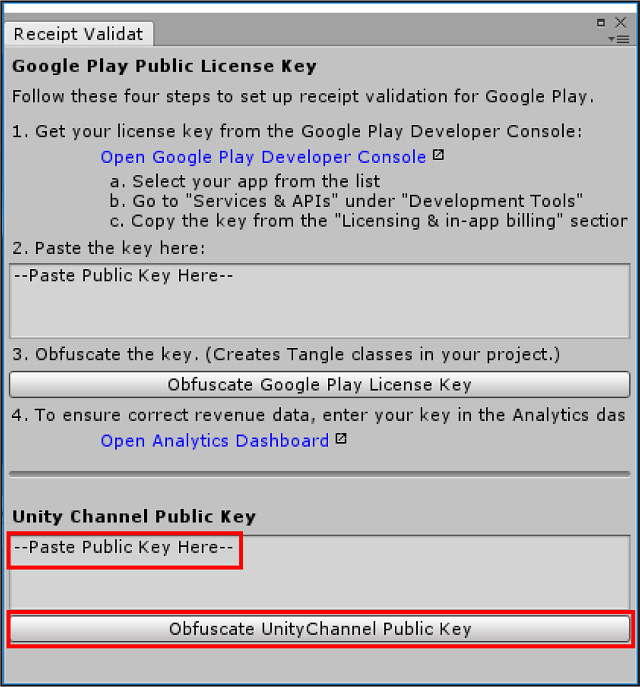 Receipt Validat
Google Play Public License Key
Follow these four steps to set up receipt validation for Google Play.
1. Get your license key from the Google Play Developer Console:
Open Google Play Developer Console
a. Select your app from the list
b. Go to "Services & APIs" under "Development Tools"
c. Copy the key from the "Licensing & in-app billing" section
2. Paste the key here:
--Paste Public Key Here--
3. Obfuscate the key. (Creates Tangle classes in your project.)
Obfuscate Google Play License Key
4. To ensure correct revenue data, enter your key in the Analytics das
Open Analytics Dashboard
Unity Channel Public Key
--Paste Public Key Here--
Obfuscate UnityChannel Public Key